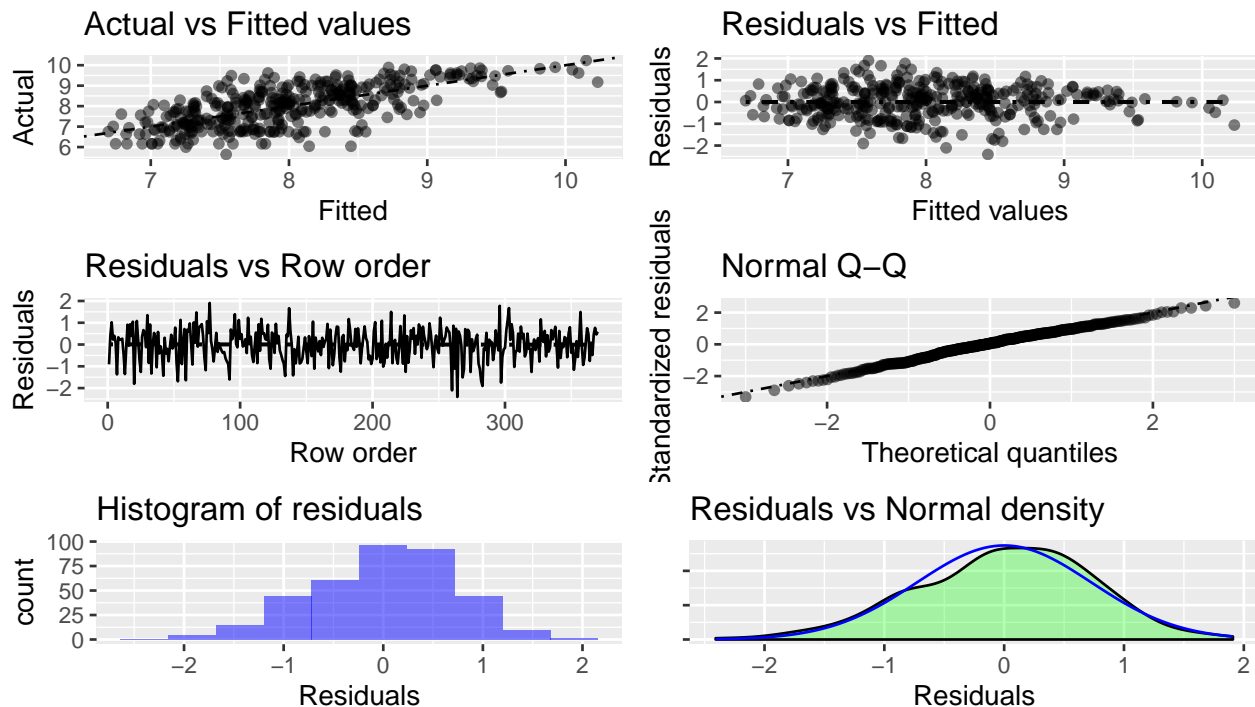 Actual vs Fitted values
Actual
10
9
8
7
6
7
8
9
10
Fitted
Residuals vs Fitted
Residuals
2
1
0
−1
−2
7
8
9
10
Fitted values
Residuals vs Row order
Residuals
2
1
0
−1
−2
0
100
200
300
Row order
Normal Q−Q
Standardized residuals
2
0
−2
−2
0
2
Theoretical quantiles
Histogram of residuals
count
100
75
50
25
0
−2
−1
0
1
2
Residuals
Residuals vs Normal density
−2
−1
0
1
2
Residuals